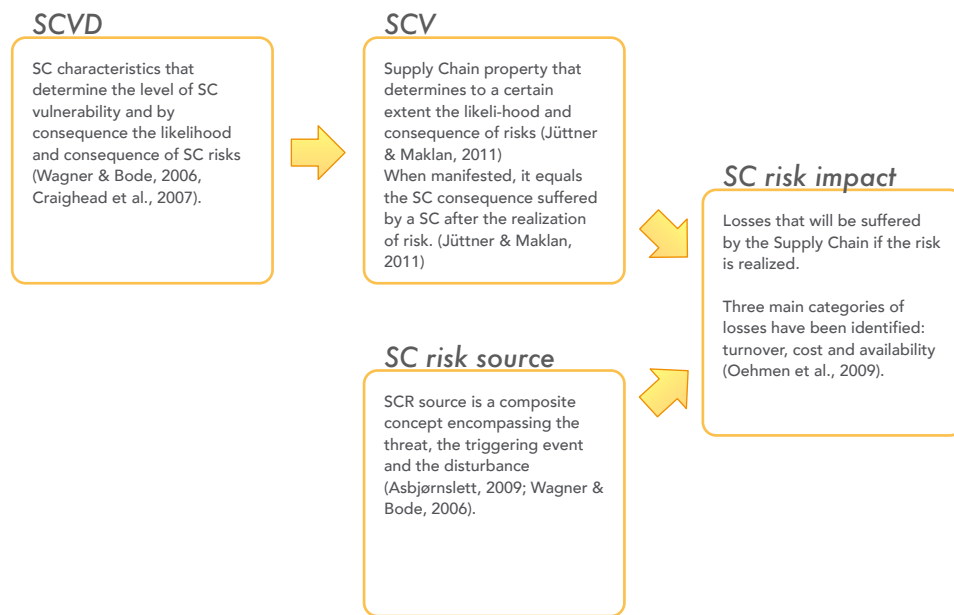 SCVD
SC characteristics that
determine the level of SC
vulnerability and by
consequence the likelihood
and consequence of SC risks
(Wagner & Bode, 2006,
Craighead et al., 2007).
SCV
Supply Chain property that
determines to a certain
extent the likeli-hood and
consequence of risks (Jüttner
& Maklan, 2011)
When manifested, it equals
the SC consequence suffered
by a SC after the realization
of risk. (Jüttner & Maklan,
2011)
SC risk source
SCR source is a composite
concept encompassing the
threat, the triggering event
and the disturbance
(Asbjørnslett, 2009; Wagner &
Bode, 2006).
SC risk impact
Losses that will be suffered
by the Supply Chain if the risk
is realized.
Three main categories of
losses have been identified:
turnover, cost and availability
(Oehmen et al., 2009).